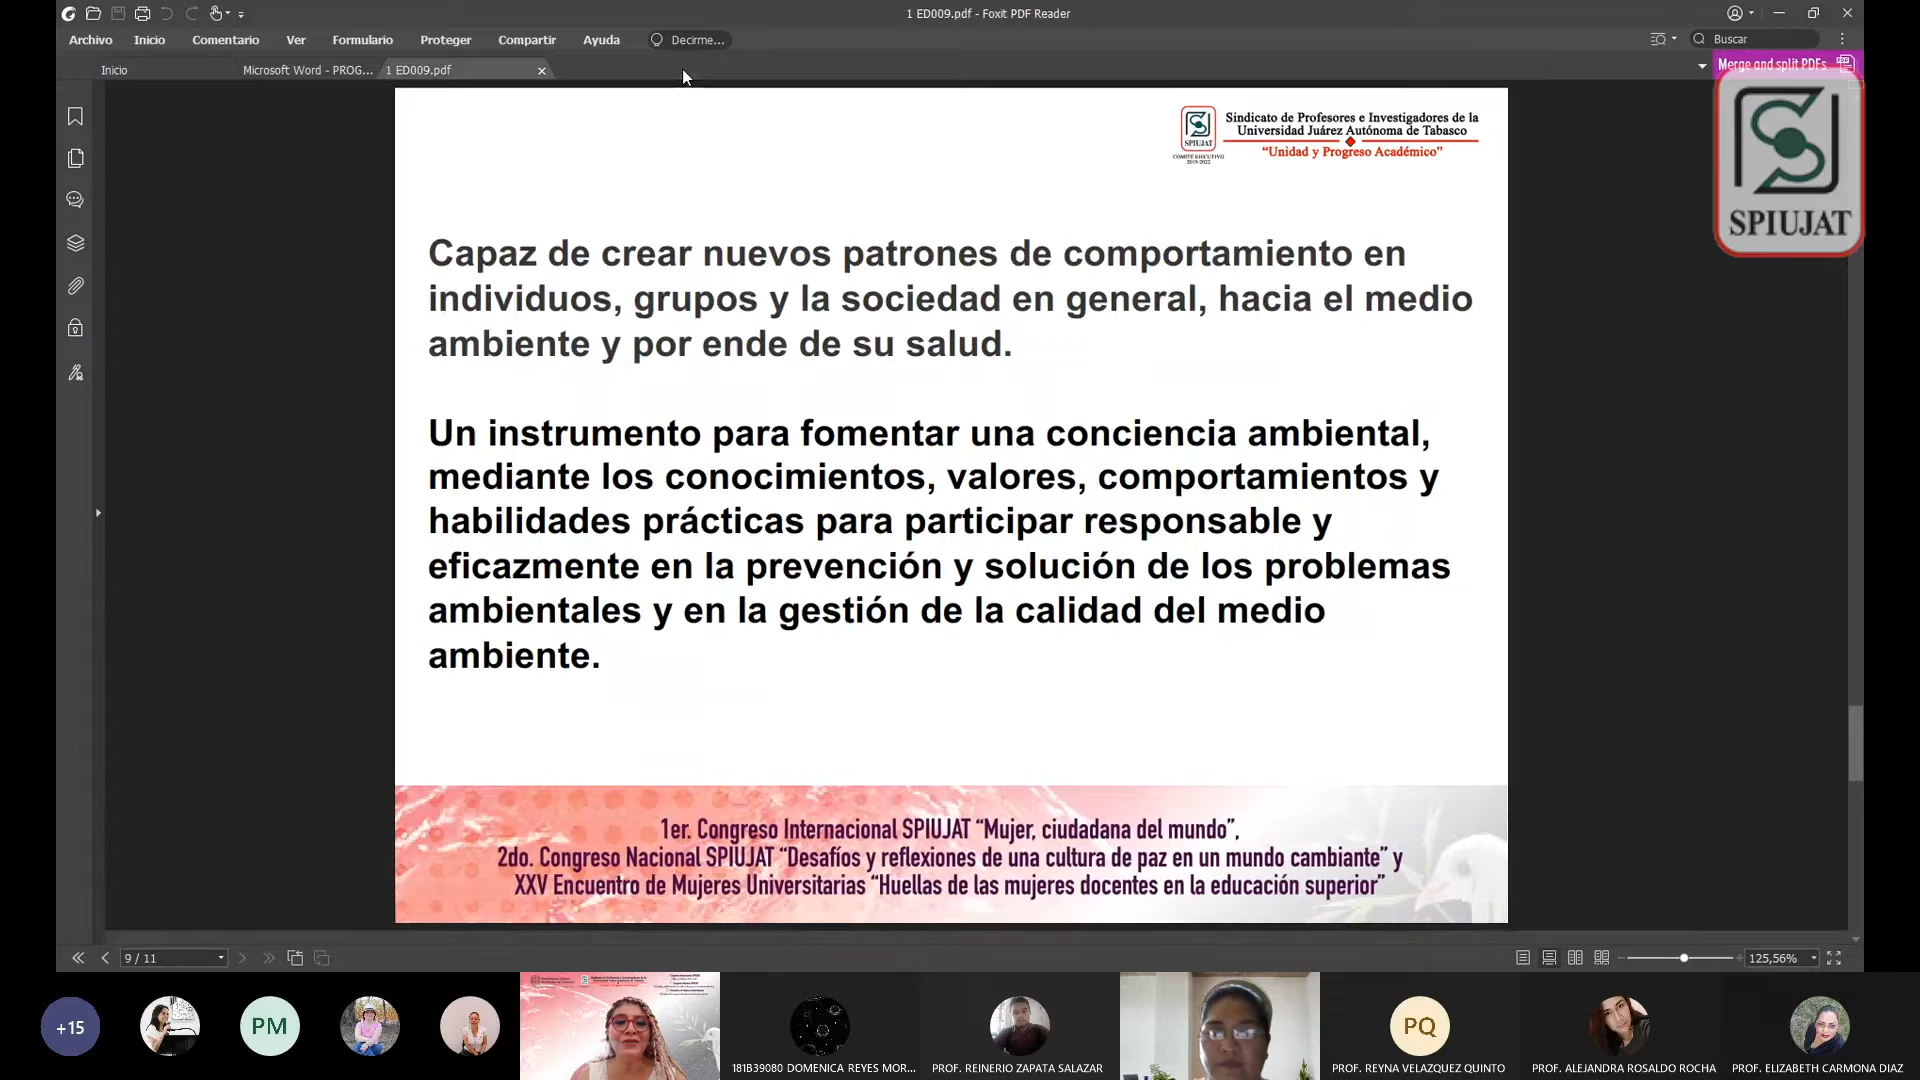 1 ED009.pdf - Foxit PDF Reader
Archivo Inicio Comentario Ver Formulario Proteger Compartir Ayuda Decirme... Buscar
Inicio Microsoft Word - PROG... 1 ED009.pdf Merge and split PDFs
SPIUJAT
SPIUJAT
COMITÉ EJECUTIVO
2019-2022
Sindicato de Profesores e Investigadores de la
Universidad Juárez Autónoma de Tabasco
“Unidad y Progreso Académico”
Capaz de crear nuevos patrones de comportamiento en
individuos, grupos y la sociedad en general, hacia el medio
ambiente y por ende de su salud.
Un instrumento para fomentar una conciencia ambiental,
mediante los conocimientos, valores, comportamientos y
habilidades prácticas para participar responsable y
eficazmente en la prevención y solución de los problemas
ambientales y en la gestión de la calidad del medio
ambiente.
1er. Congreso Internacional SPIUJAT “Mujer, ciudadana del mundo”,
2do. Congreso Nacional SPIUJAT “Desafíos y reflexiones de una cultura de paz en un mundo cambiante” y
XXV Encuentro de Mujeres Universitarias “Huellas de las mujeres docentes en la educación superior”
9 / 11 125,56%
+15 PM PQ
181B39080 DOMENICA REYES MOR... PROF. REINERIO ZAPATA SALAZAR PROF. REYNA VELAZQUEZ QUINTO PROF. ALEJANDRA ROSALDO ROCHA PROF. ELIZABETH CARMONA DIAZ